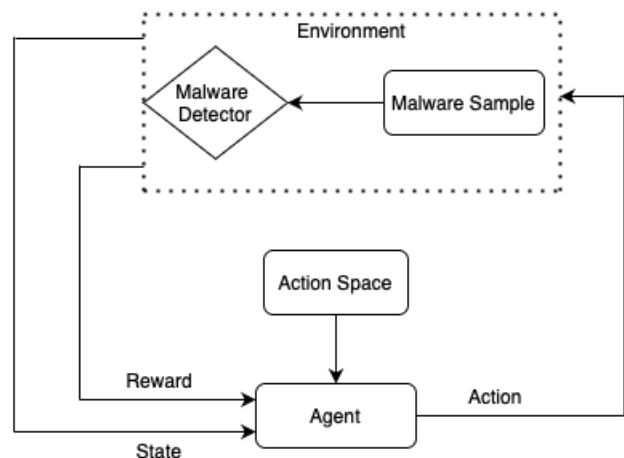 Environment
Malware
Detector
Malware Sample
Action Space
Reward
Agent
Action
State